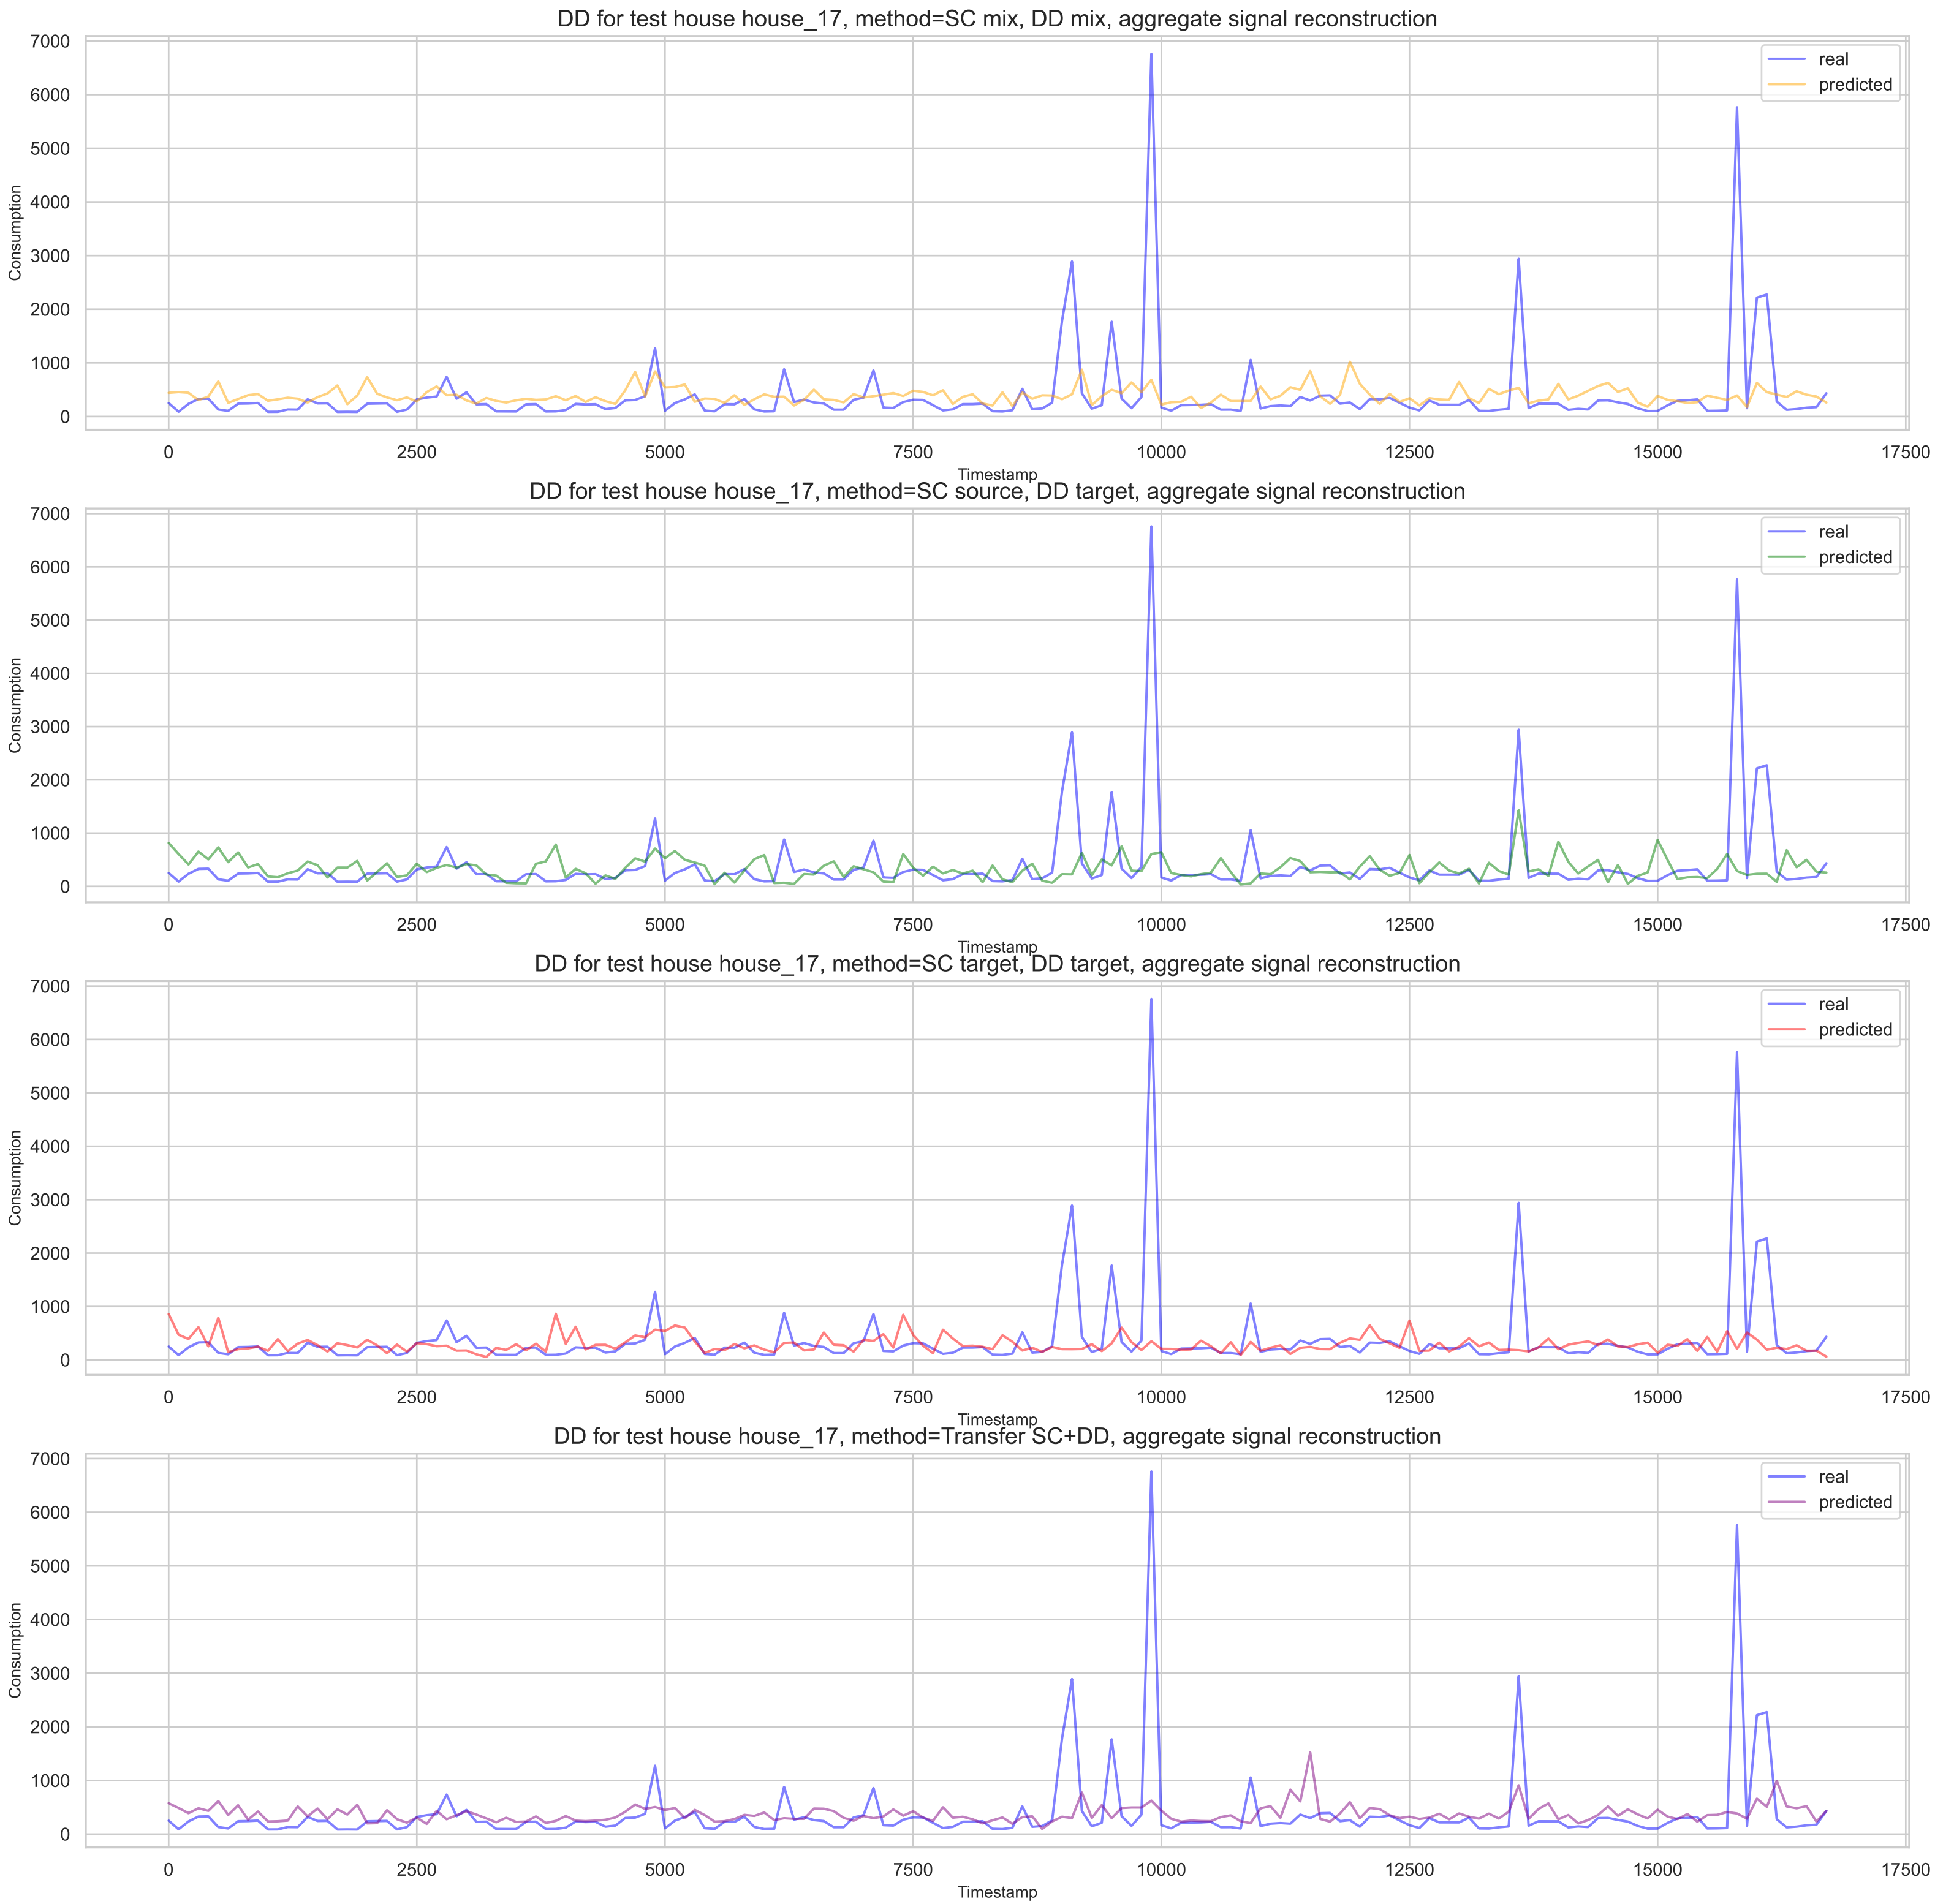 DD for test house house_17, method=SC mix, DD mix, aggregate signal reconstruction
7000
6000
5000
4000
3000
2000
1000
0
Consumption
real
predicted
0 2500 5000 7500 10000 12500 15000 17500
Timestamp
DD for test house house_17, method=SC source, DD target, aggregate signal reconstruction
7000
6000
5000
4000
3000
2000
1000
0
Consumption
real
predicted
0 2500 5000 7500 10000 12500 15000 17500
Timestamp
DD for test house house_17, method=SC target, DD target, aggregate signal reconstruction
7000
6000
5000
4000
3000
2000
1000
0
Consumption
real
predicted
0 2500 5000 7500 10000 12500 15000 17500
Timestamp
DD for test house house_17, method=Transfer SC+DD, aggregate signal reconstruction
7000
6000
5000
4000
3000
2000
1000
0
Consumption
real
predicted
0 2500 5000 7500 10000 12500 15000 17500
Timestamp